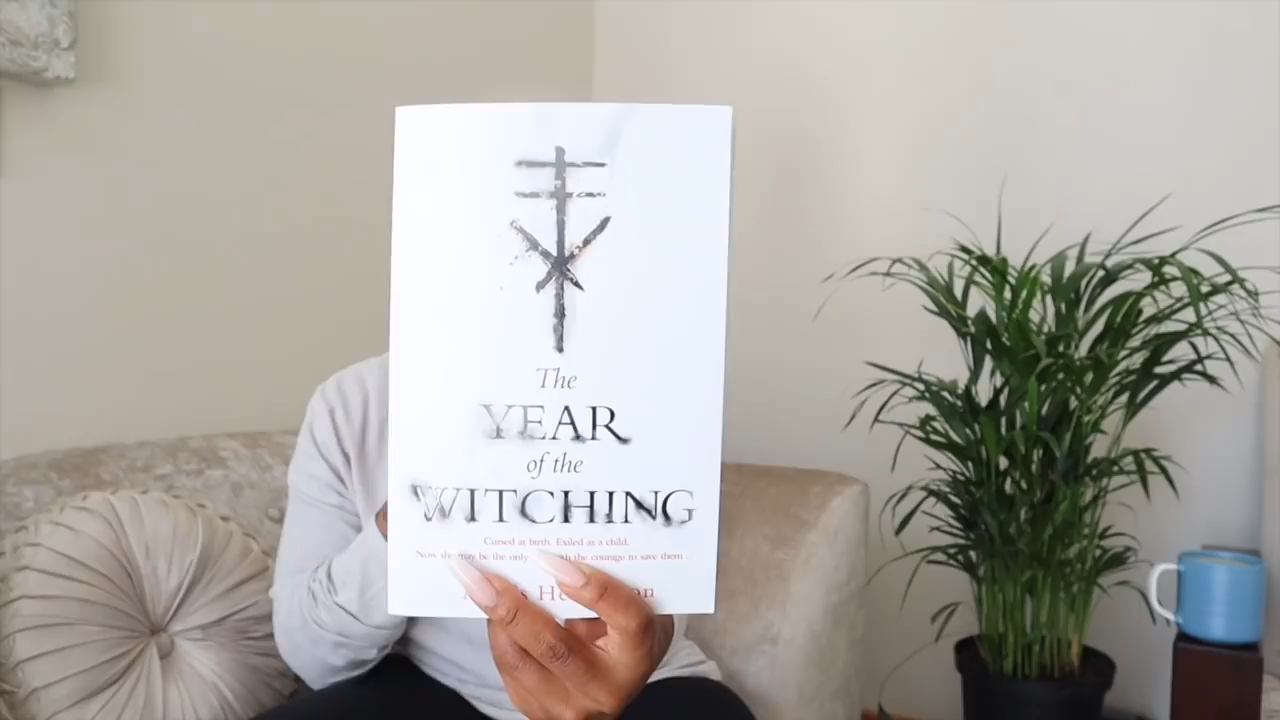 The
YEAR
of the
WITCHING
Cursed at birth. Exiled as a child.
Now she may be the only with the courage to save them...